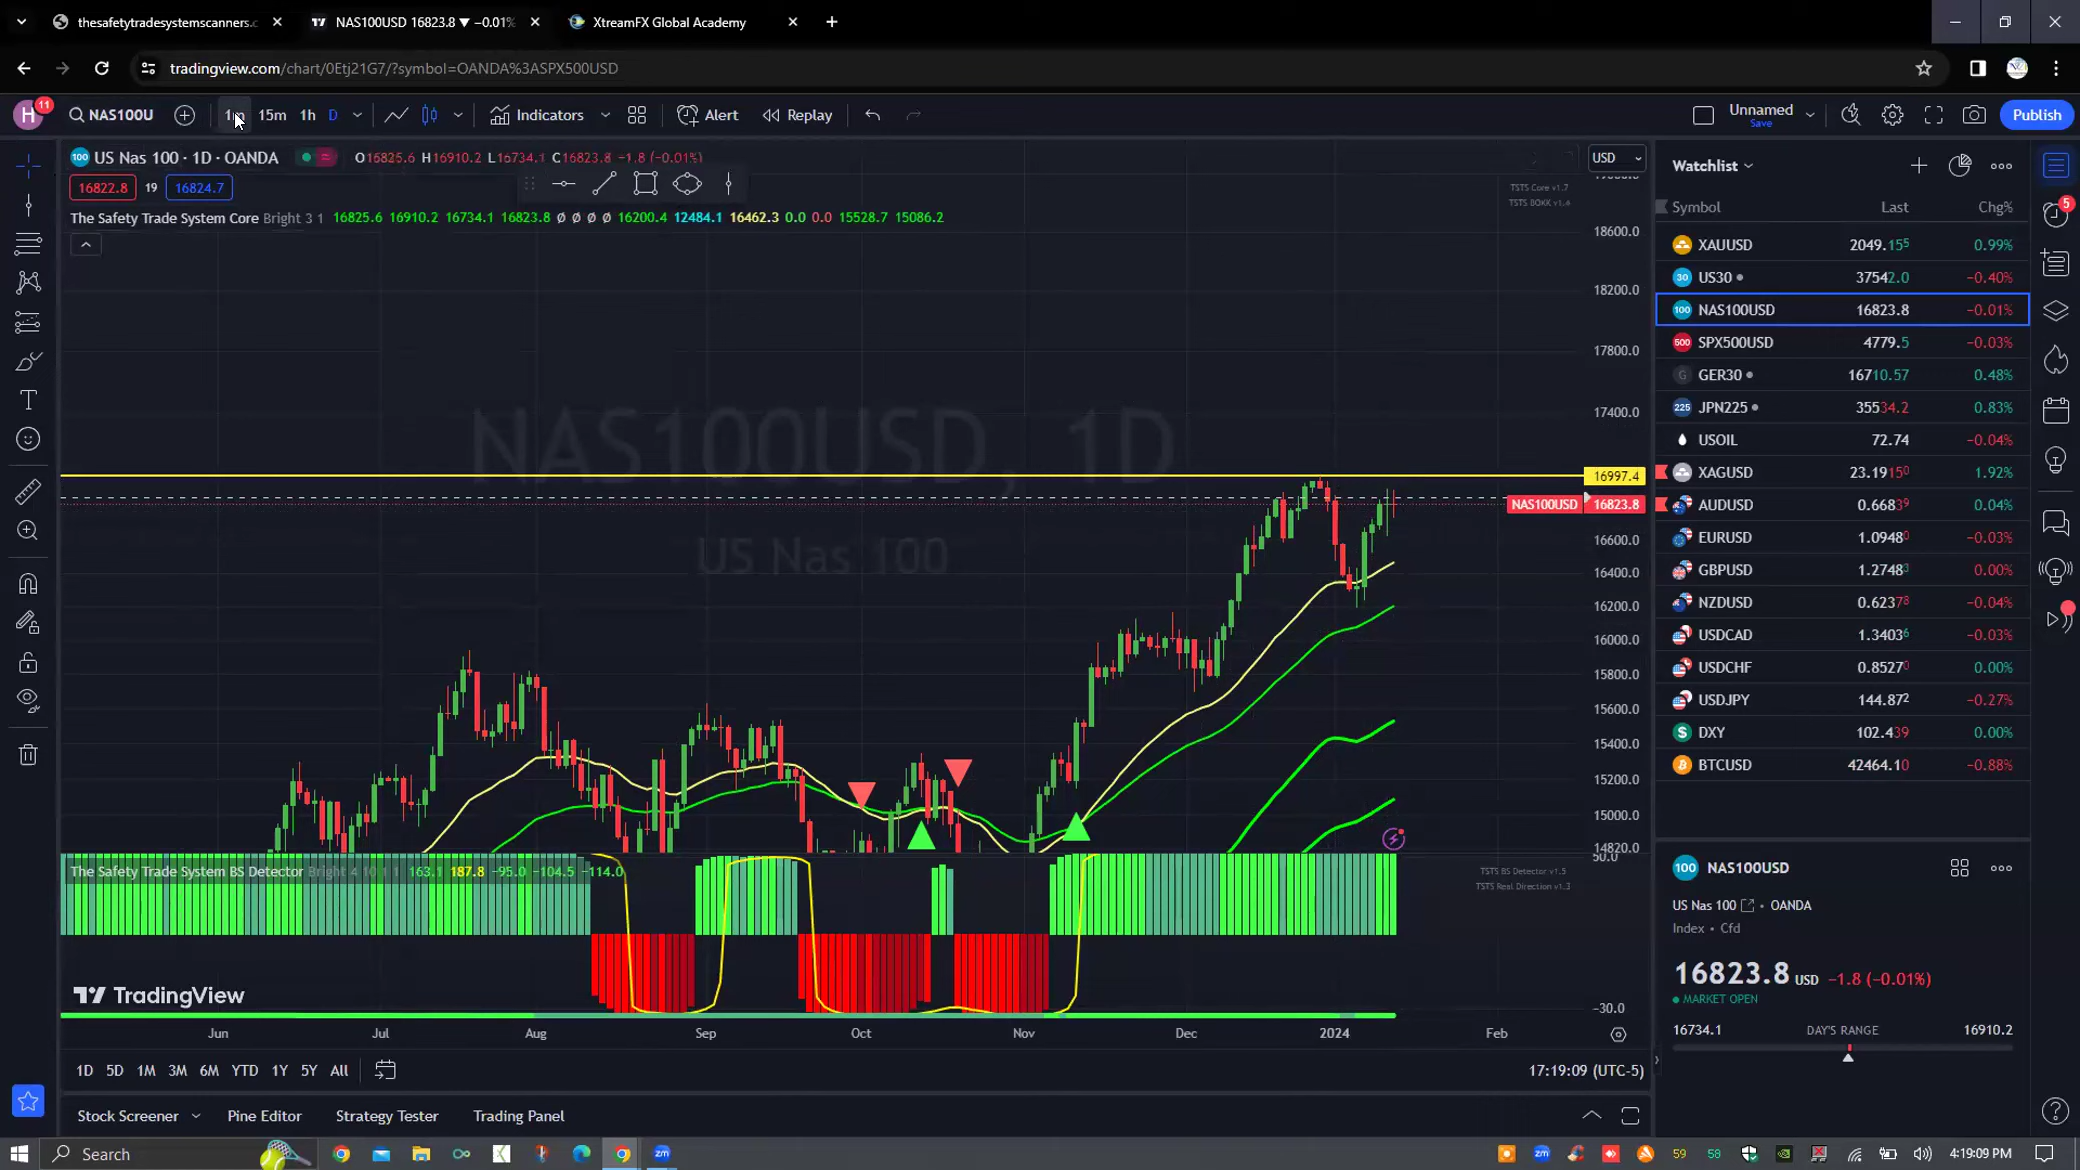 thesafetytradesystemscanners.c
NAS100USD 16823.8 ▼ −0.01%
XtreamFX Global Academy
tradingview.com/chart/0Etj21G7/?symbol=OANDA%3ASPX500USD
H 11
NAS100U
1m 15m 1h D
Indicators
Alert
Replay
Unnamed
Save
Publish
US Nas 100 · 1D · OANDA
O16825.6 H16910.2 L16734.1 C16823.8 −1.8 (−0.01%)
16822.8 19 16824.7
The Safety Trade System Core Bright 3 1 16825.6 16910.2 16734.1 16823.8 ø ø ø ø 16200.4 12484.1 16462.3 0.0 0.0 15528.7 15086.2
TSTS Core v1.7
USD
18600.0
18200.0
17800.0
17400.0
16997.4
NAS100USD 16823.8
16600.0
16400.0
16200.0
16000.0
15800.0
15600.0
15400.0
15200.0
15000.0
14820.0
NAS100USD, 1D
US Nas 100
The Safety Trade System BS Detector Bright 4 10 1 1 163.1 187.8 −95.0 −104.5 −114.0
TSTS BS Detector v1.5
TSTS Real Direction v1.3
50.0
−30.0
TradingView
Jun Jul Aug Sep Oct Nov Dec 2024 Feb
1D 5D 1M 3M 6M YTD 1Y 5Y All
17:19:09 (UTC-5)
Stock Screener Pine Editor Strategy Tester Trading Panel
Watchlist
Symbol Last Chg%
XAUUSD 2049.155 0.99%
US30 37542.0 −0.40%
NAS100USD 16823.8 −0.01%
SPX500USD 4779.5 −0.03%
GER30 16710.57 0.48%
JPN225 35534.2 0.83%
USOIL 72.74 −0.04%
XAGUSD 23.19150 1.92%
AUDUSD 0.66839 0.04%
EURUSD 1.09480 −0.03%
GBPUSD 1.27483 0.00%
NZDUSD 0.62378 −0.04%
USDCAD 1.34036 −0.03%
USDCHF 0.85270 0.00%
USDJPY 144.872 −0.27%
DXY 102.439 0.00%
BTCUSD 42464.10 −0.88%
100 NAS100USD
US Nas 100 • OANDA
Index • Cfd
16823.8 USD −1.8 (−0.01%)
MARKET OPEN
16734.1 DAY'S RANGE 16910.2
5
Search
59 58
4:19:09 PM